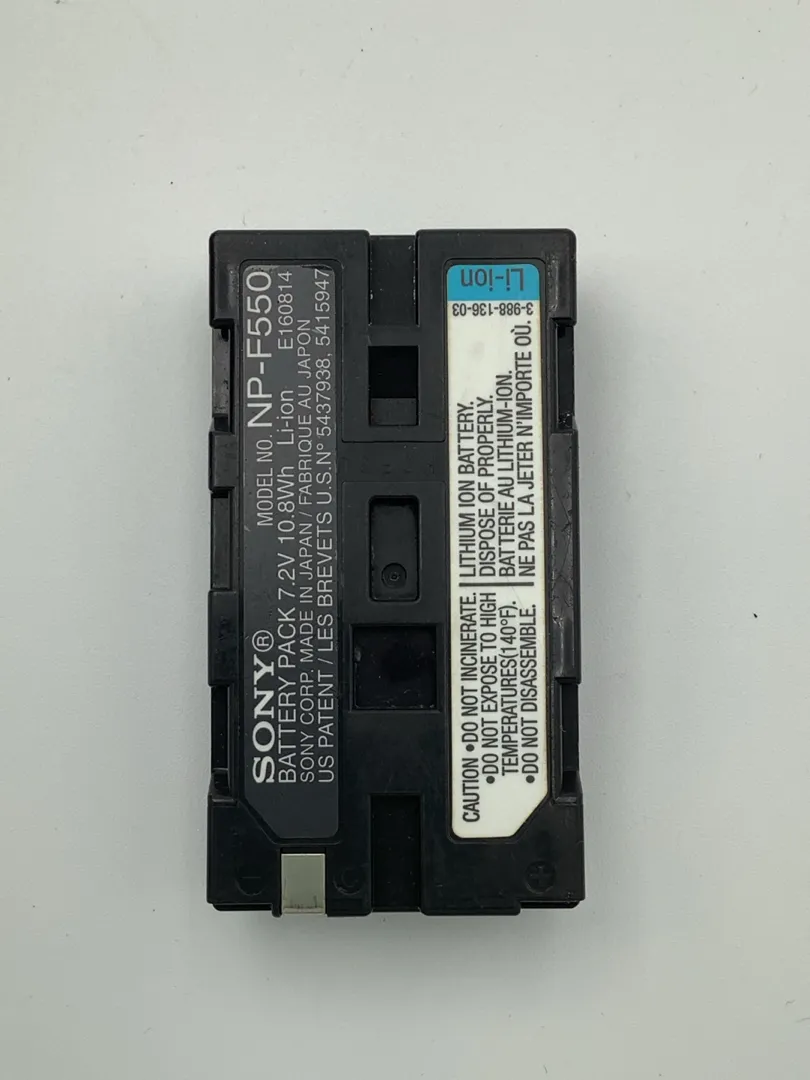 SONY®
MODEL NO. NP-F550
BATTERY PACK 7.2V 10.8Wh Li-ion E160814
SONY CORP. MADE IN JAPAN / FABRIQUE AU JAPON
US PATENT / LES BREVETS U.S.N° 5437938, 5415947
Li-ion
3-988-136-03
CAUTION •DO NOT INCINERATE.
•DO NOT EXPOSE TO HIGH
TEMPERATURES(140°F).
•DO NOT DISASSEMBLE.
LITHIUM ION BATTERY.
DISPOSE OF PROPERLY.
BATTERIE AU LITHIUM-ION.
NE PAS LA JETER N'IMPORTE OÙ.